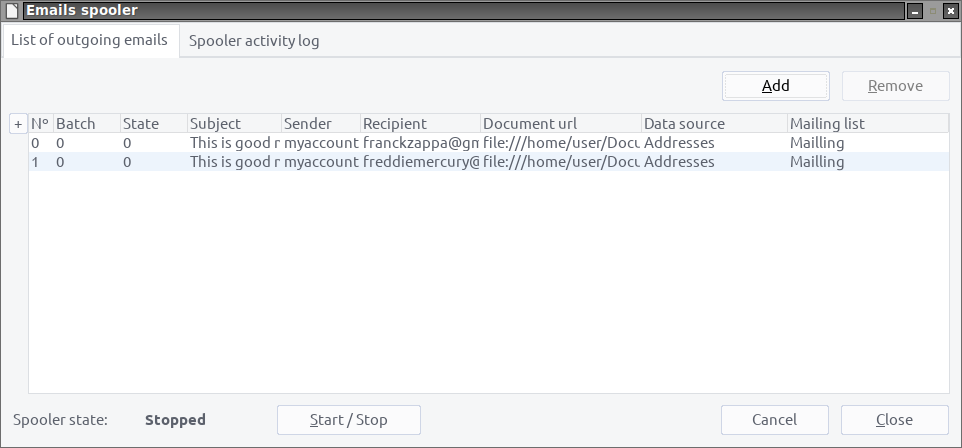 Emails spooler
List of outgoing emails Spooler activity log
Add Remove
+ Nº Batch State Subject Sender Recipient Document url Data source Mailing list
0 0 0 This is good r myaccount franckzappa@gm file:///home/user/Docu Addresses Mailling
1 0 0 This is good r myaccount freddiemercury@ file:///home/user/Docu Addresses Mailling
Spooler state: Stopped Start / Stop Cancel Close